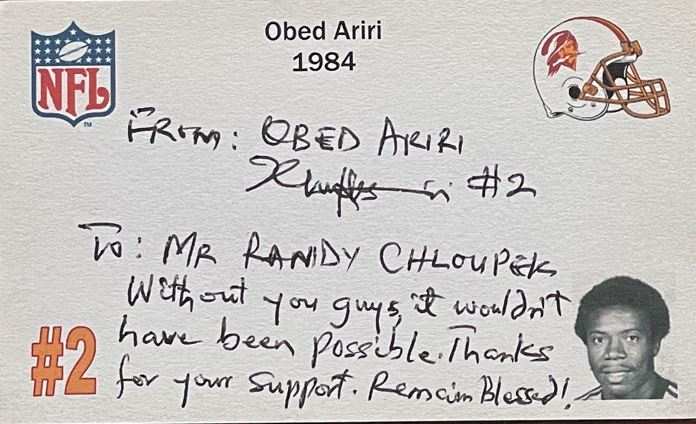 Obed Ariri
1984
NFL
TM
FROM: OBED ARIRI
#2
To: MR RANDY CHLOUPEK
Without you guys, it wouldn't
have been possible. Thanks
for your support. Remain Blessed!
#2